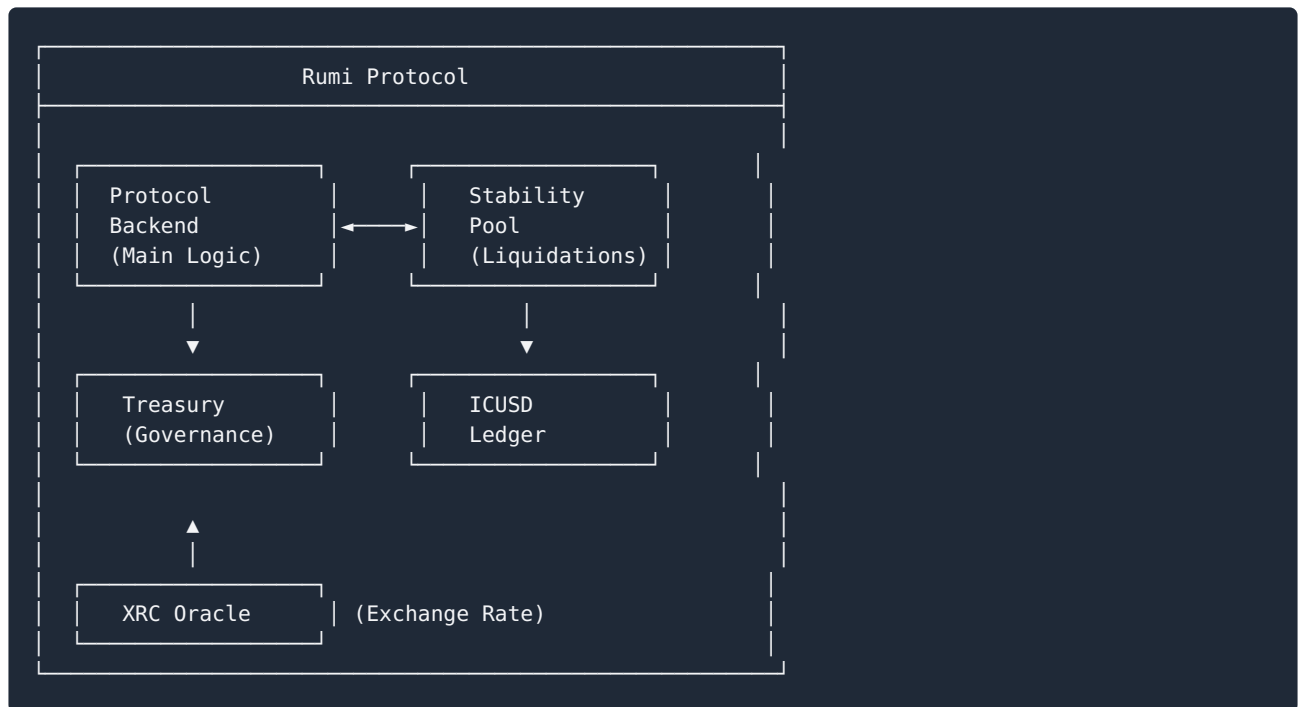 Rumi Protocol
Protocol Stability
Backend Pool
(Main Logic) (Liquidations)
Treasury ICUSD
(Governance) Ledger
XRC Oracle (Exchange Rate)